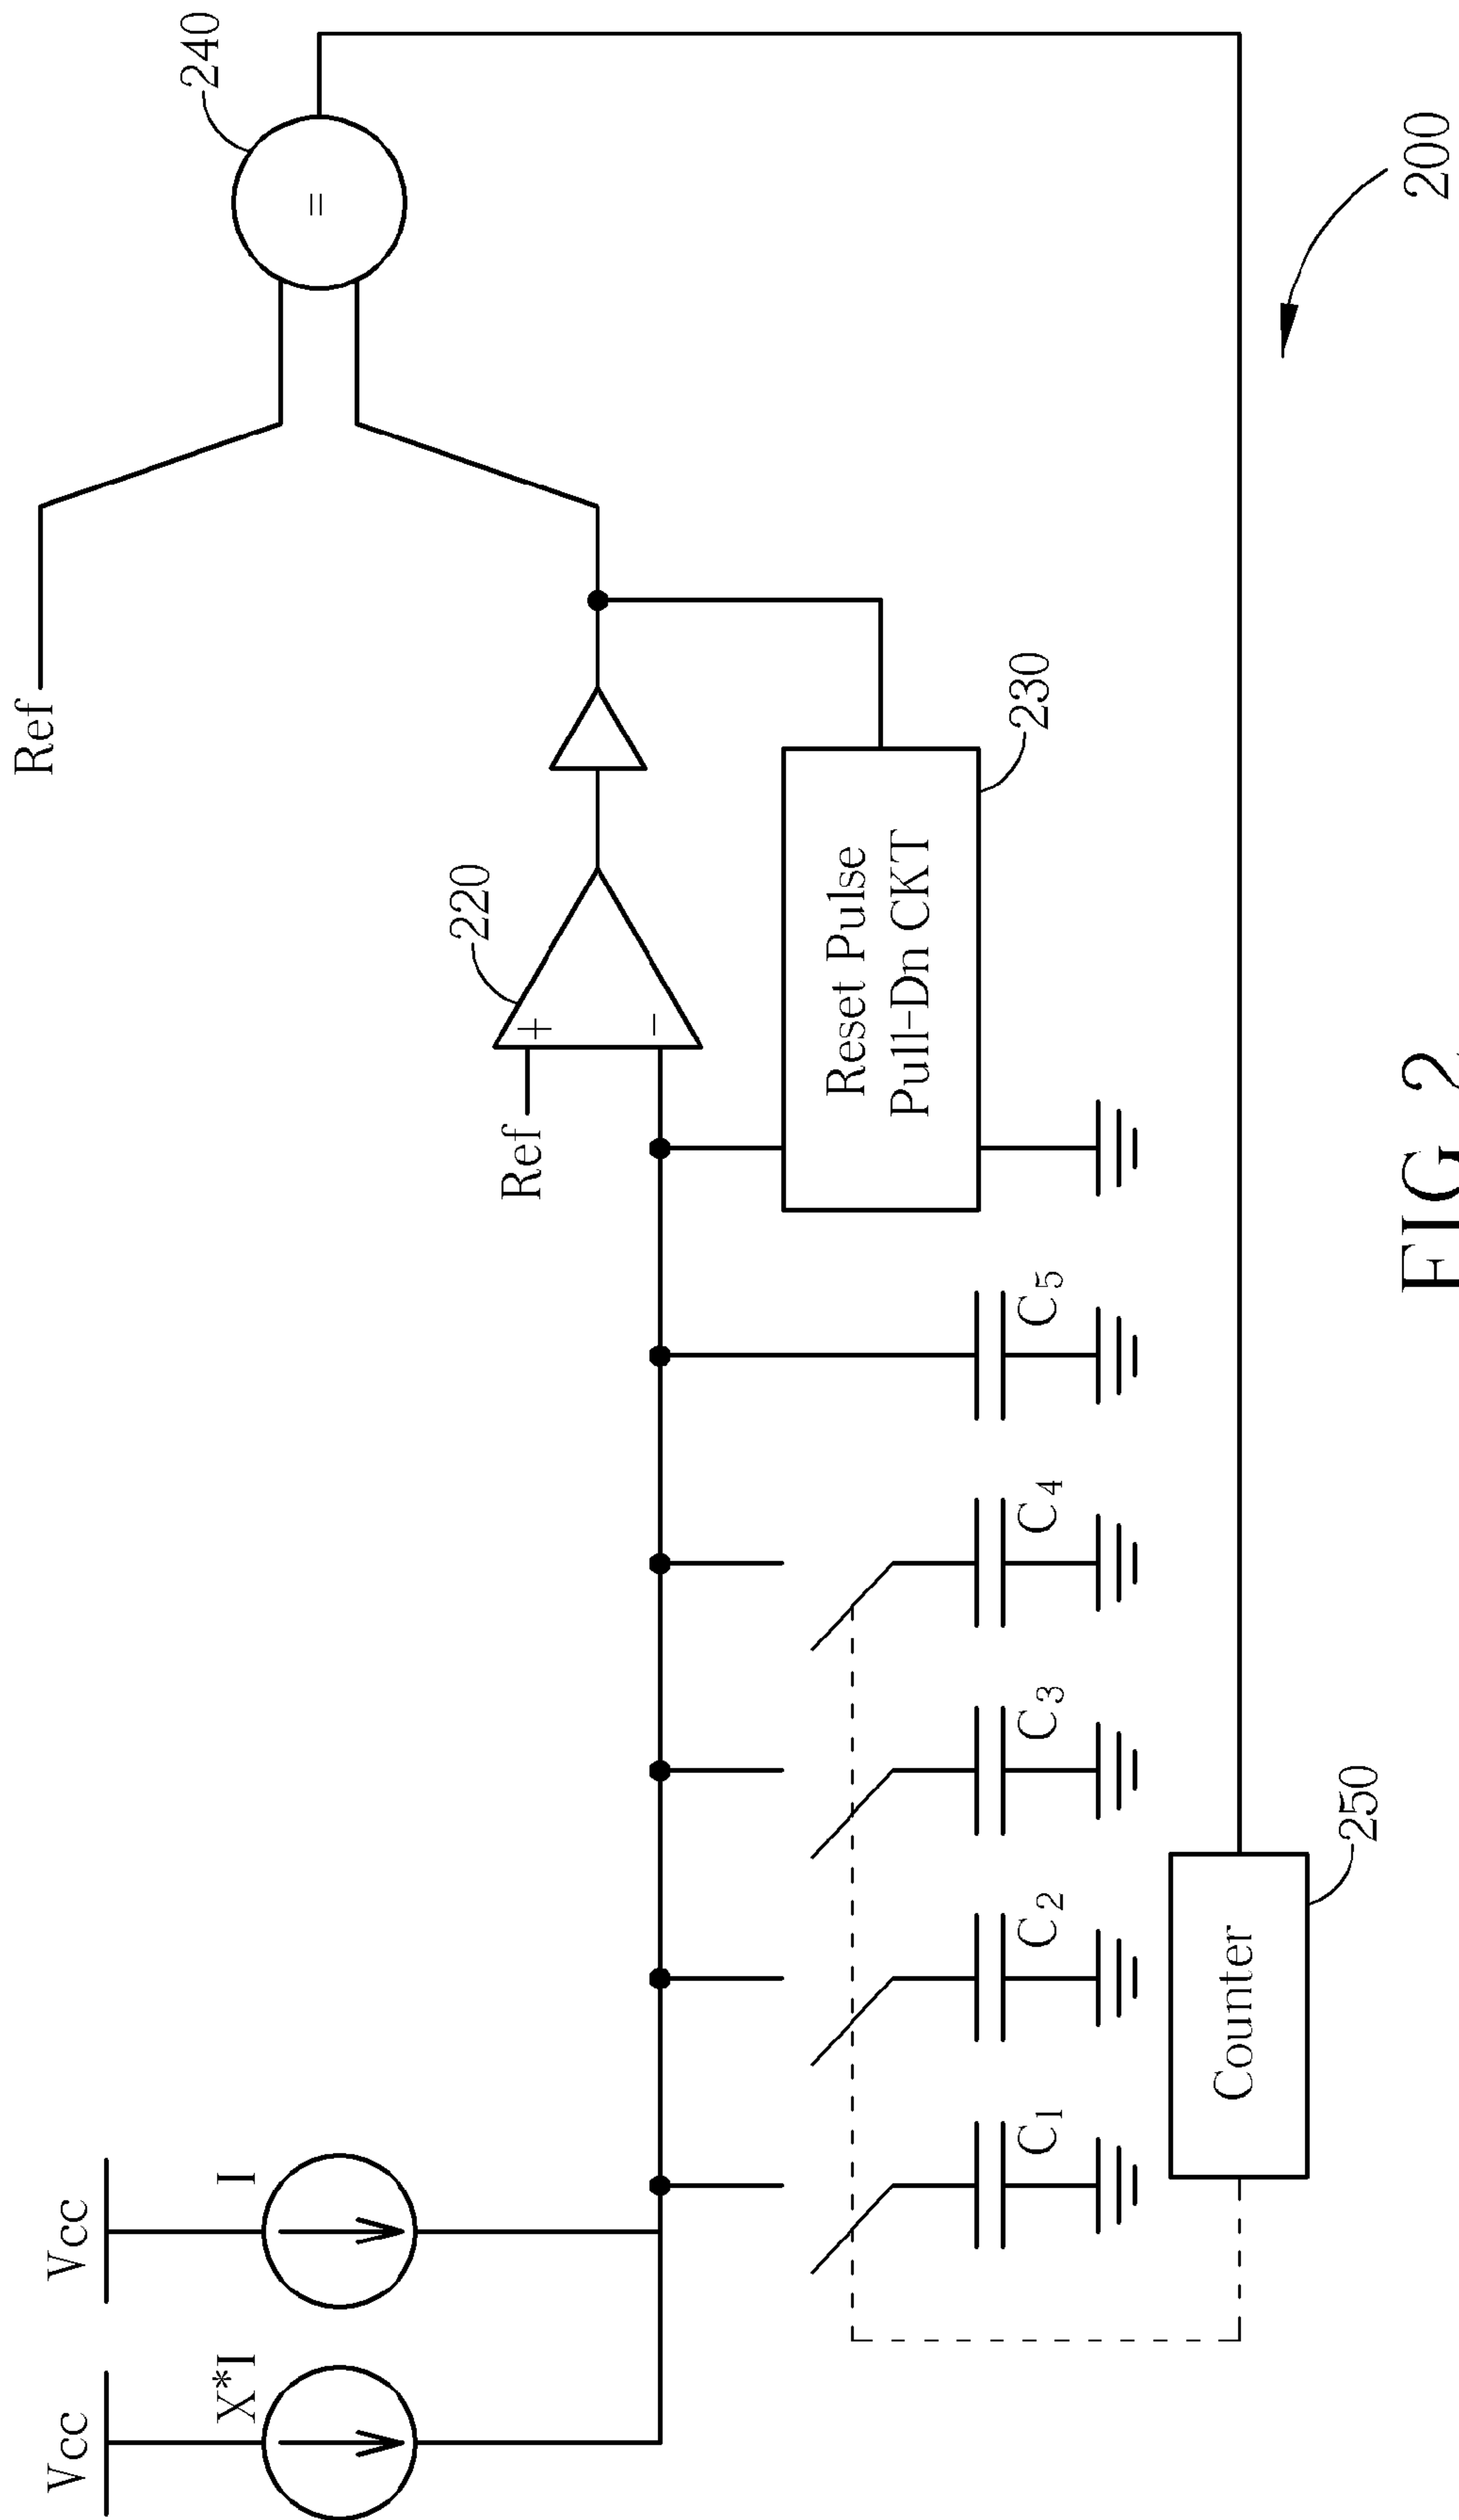 Vcc
Vcc
X*I
I
Ref
240
=
220
Ref
+
-
Reset Pulse
Pull-Dn CKT
230
C1
C2
C3
C4
C5
Counter
250
200
FIG 2